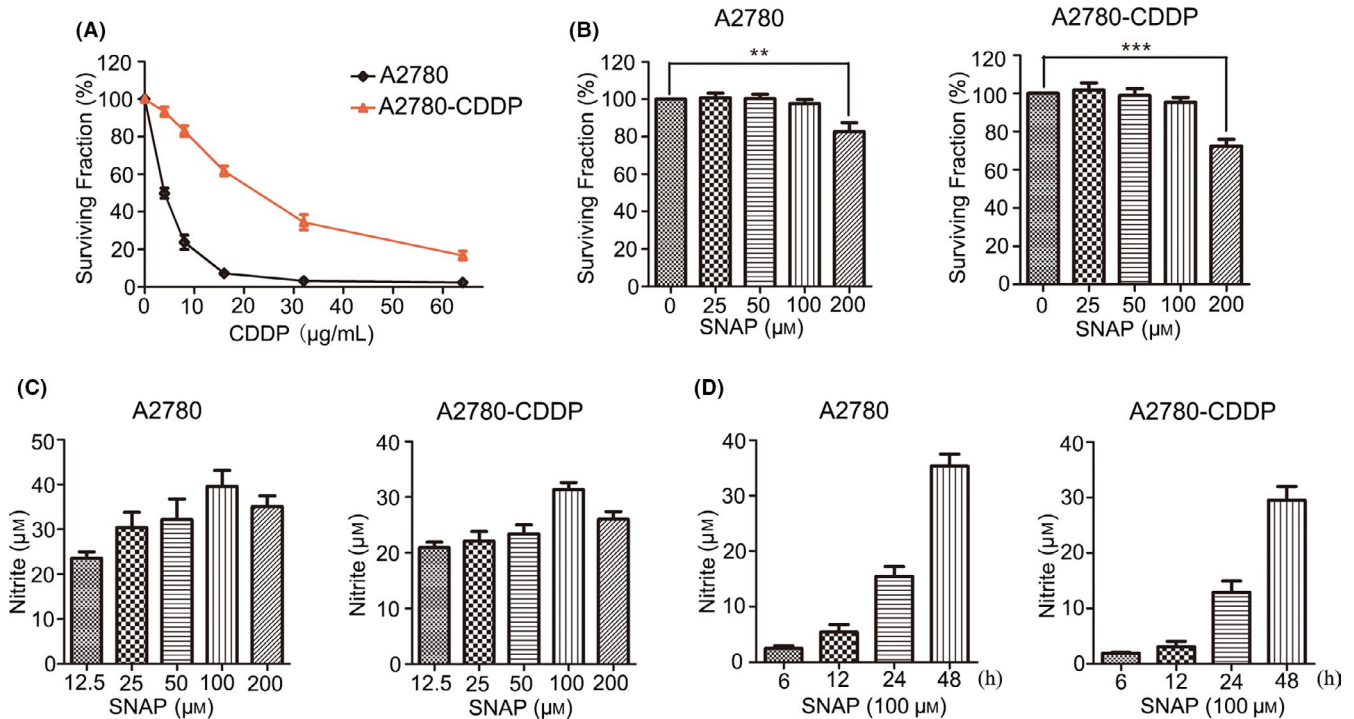 (A)
120
100
80
60
40
20
0
Surviving Fraction (%)
A2780
A2780-CDDP
0 10 20 30 40 50 60
CDDP (µg/mL)
(B)
A2780
**
120
100
80
60
40
20
0
Surviving Fraction (%)
0 25 50 100 200
SNAP (µM)
A2780-CDDP
***
120
100
80
60
40
20
0
Surviving Fraction (%)
0 25 50 100 200
SNAP (µM)
(C)
A2780
50
40
30
20
10
0
Nitrite (µM)
12.5 25 50 100 200
SNAP (µM)
A2780-CDDP
40
30
20
10
0
Nitrite (µM)
12.5 25 50 100 200
SNAP (µM)
(D)
A2780
40
30
20
10
0
Nitrite (µM)
6 12 24 48 (h)
SNAP (100 µM)
A2780-CDDP
40
30
20
10
0
Nitrite (µM)
6 12 24 48 (h)
SNAP (100 µM)